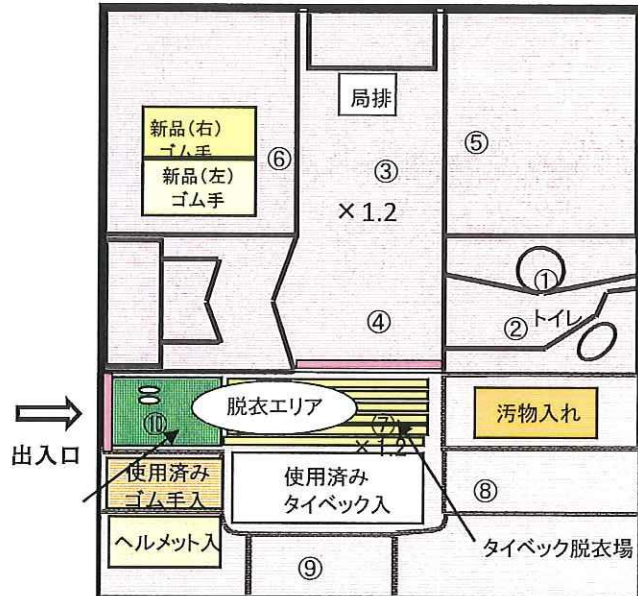 局排
新品(右)
ゴム手
新品(左)
ゴム手
⑥
③
×1.2
⑤
①
②
トイレ
④
出入口
⑩
脱衣エリア
⑦
×1.2
汚物入れ
使用済み
ゴム手入
使用済み
タイベック入
⑧
ヘルメット入
⑨
タイベック脱衣場